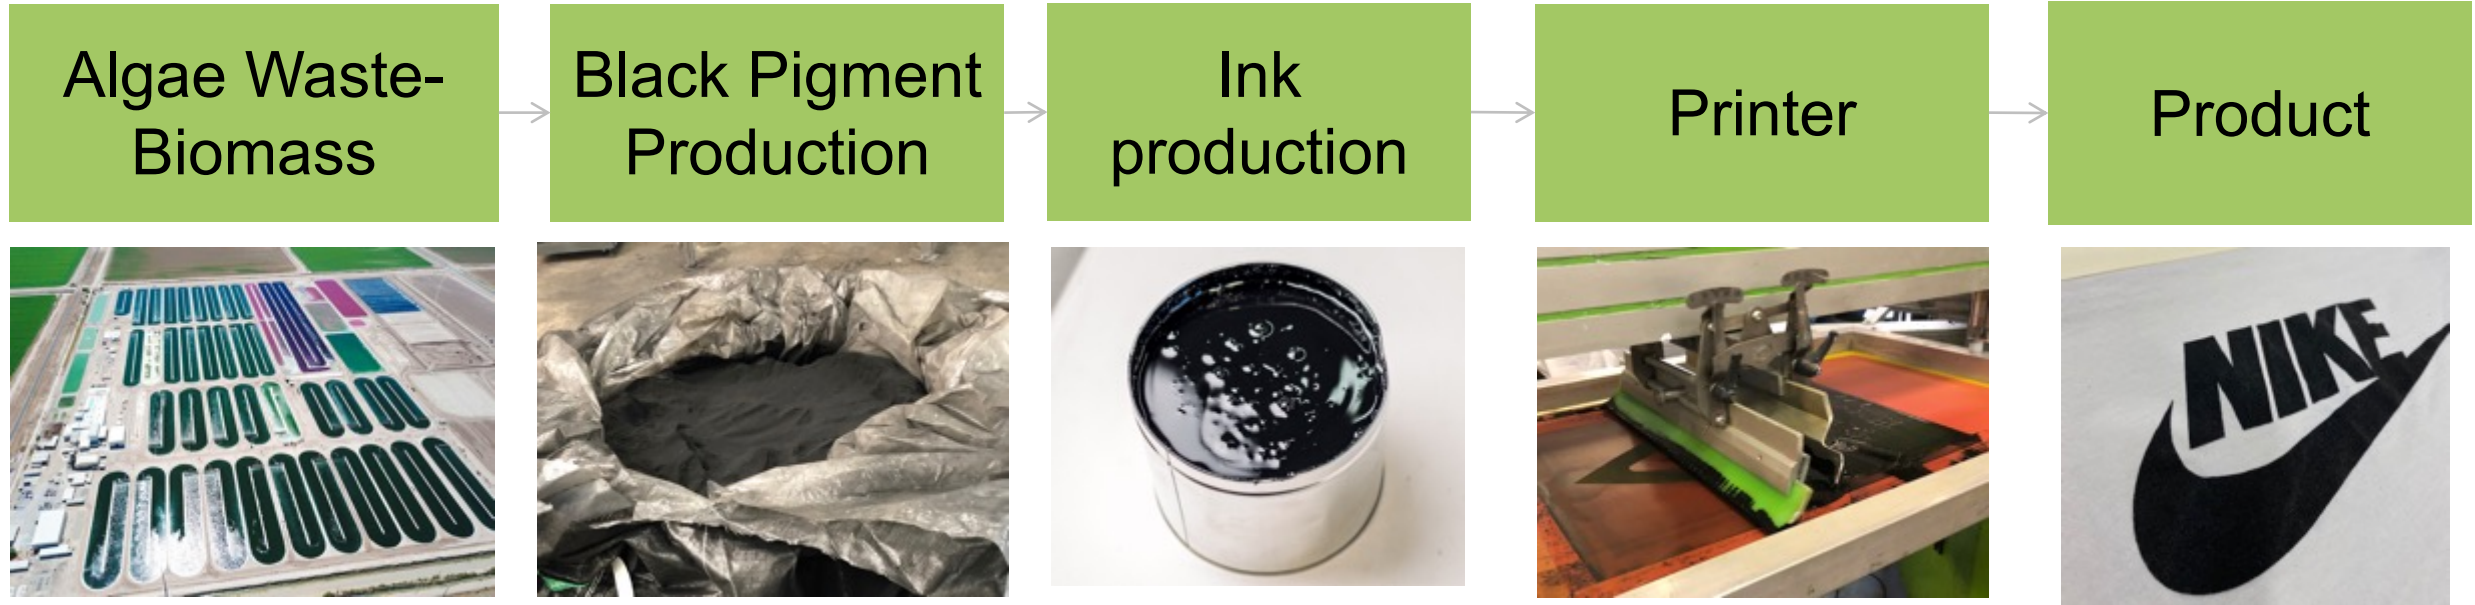 Algae Waste-
Biomass
Black Pigment
Production
Ink
production
Printer
Product
NIKE